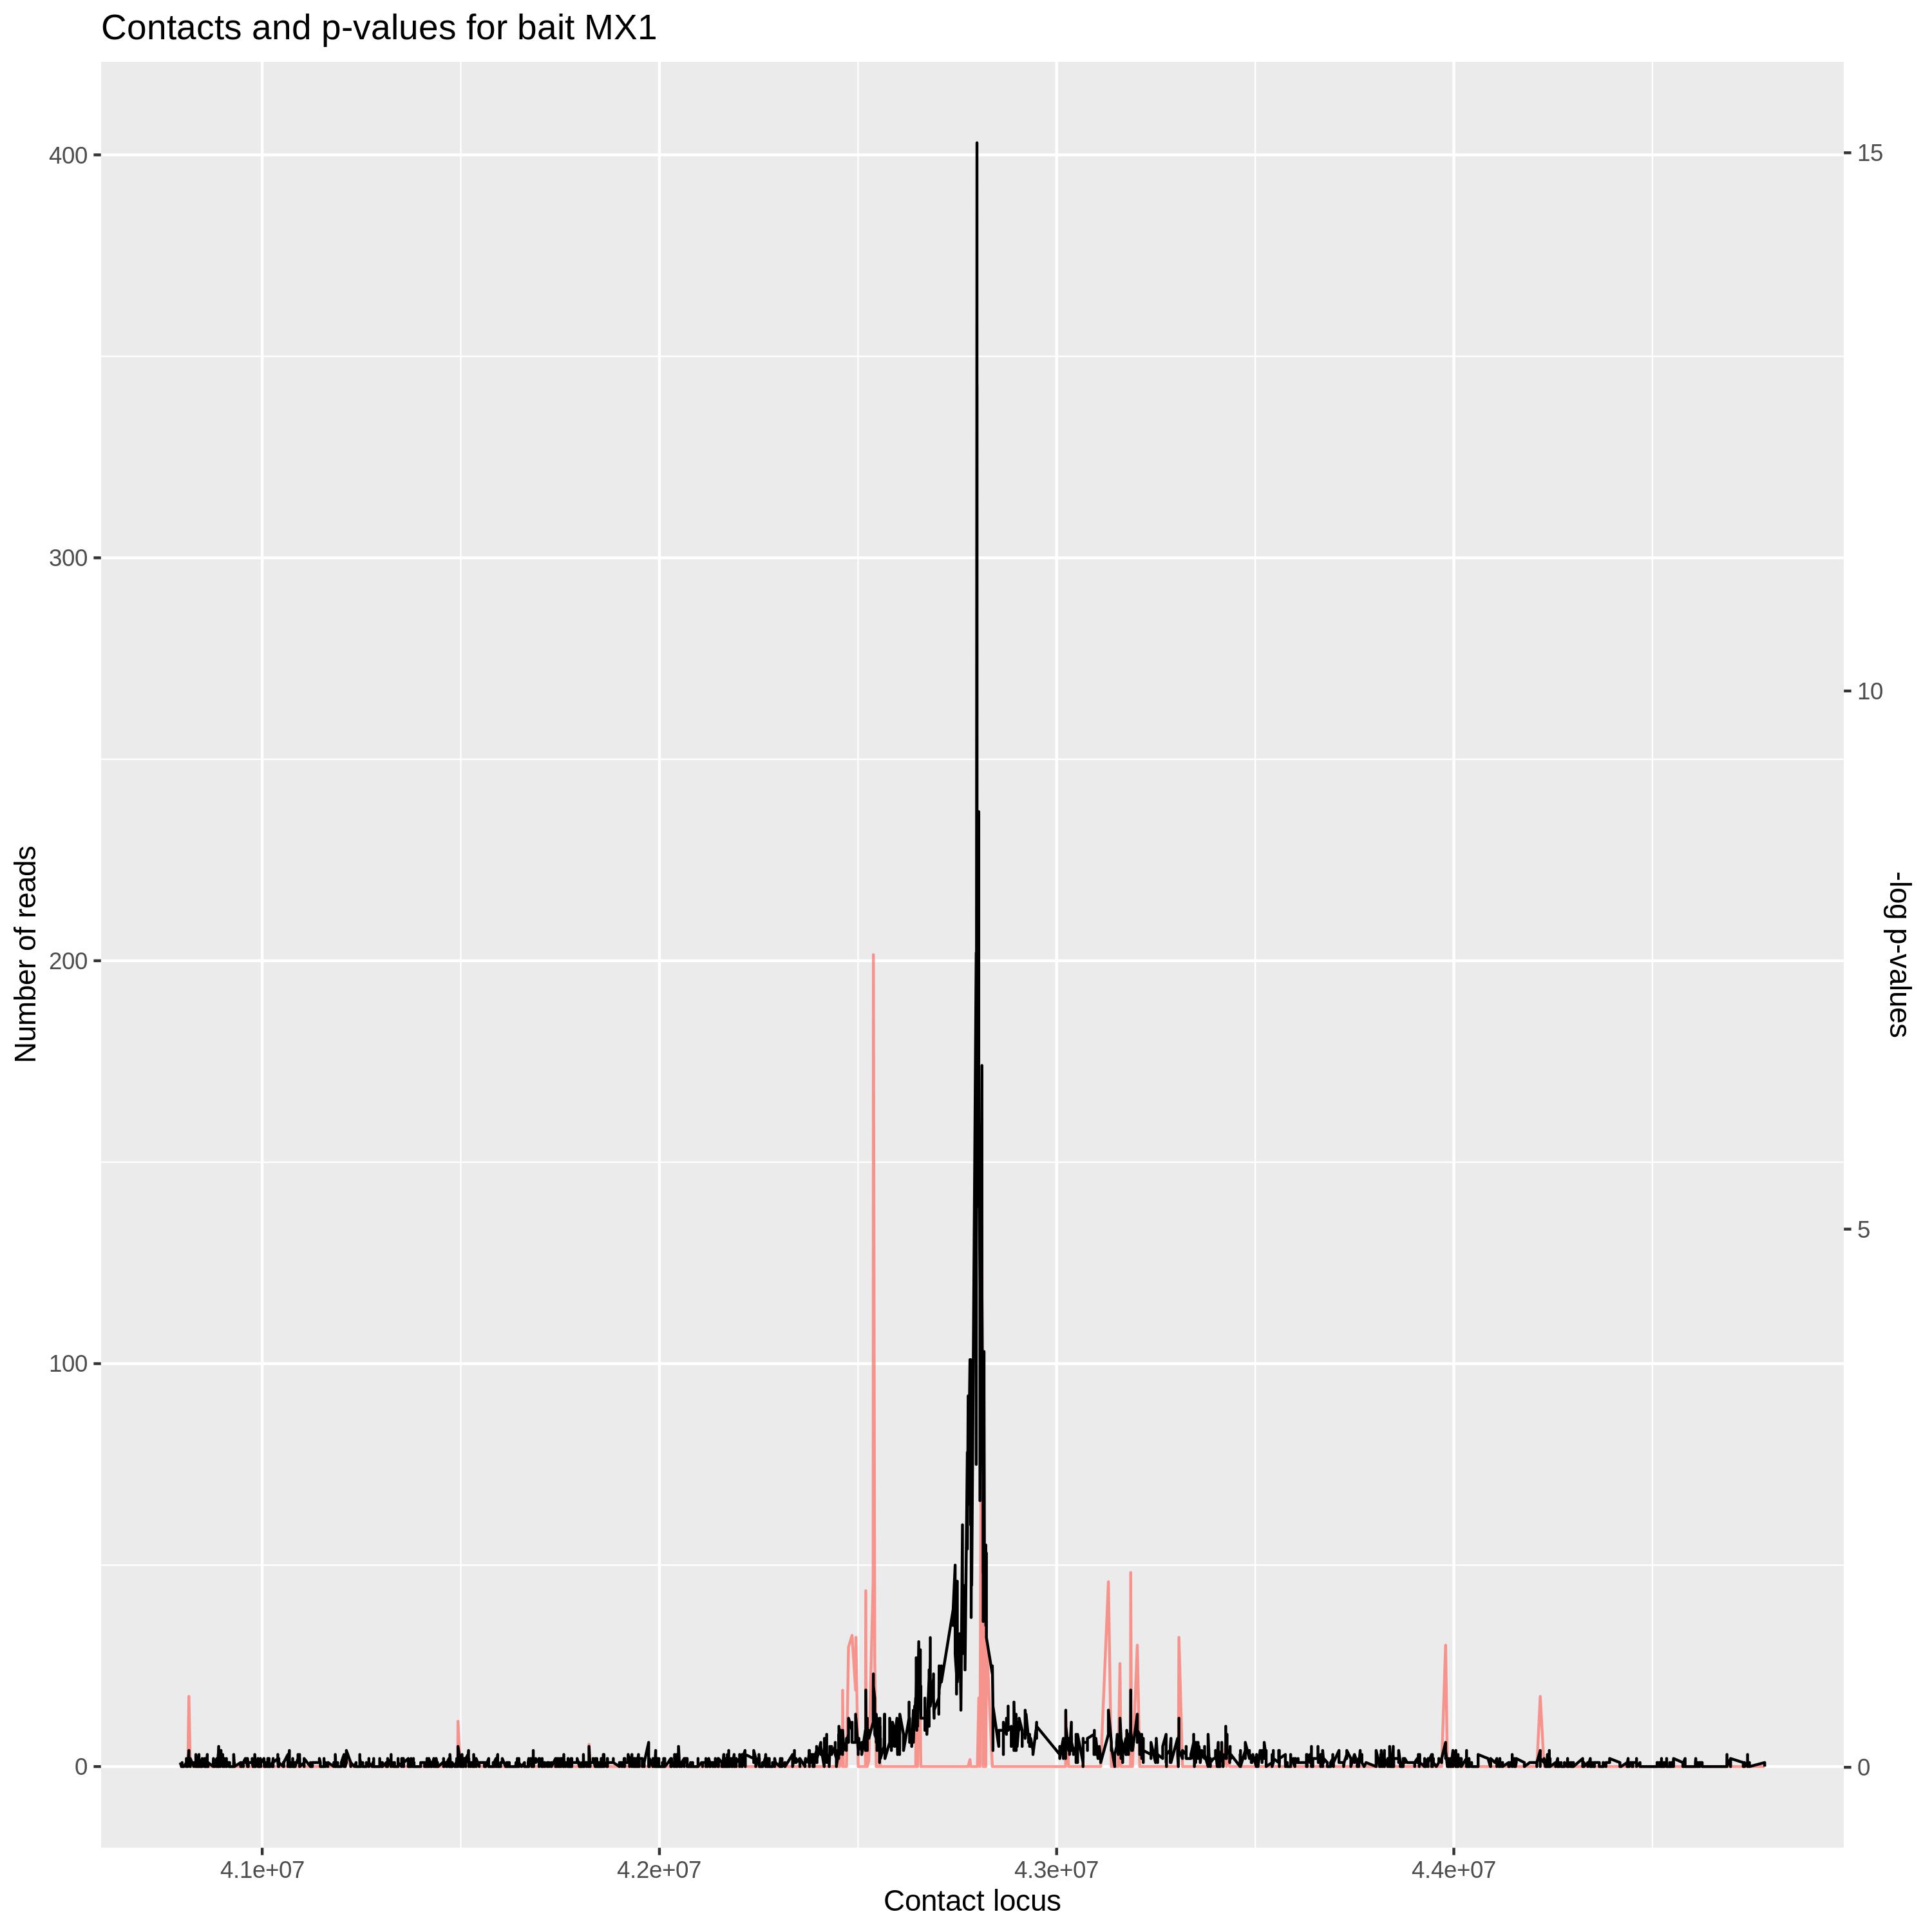 Contacts and p-values for bait MX1
400
300
200
100
0
Number of reads
15
10
5
0
-log p-values
4.1e+07
4.2e+07
4.3e+07
4.4e+07
Contact locus